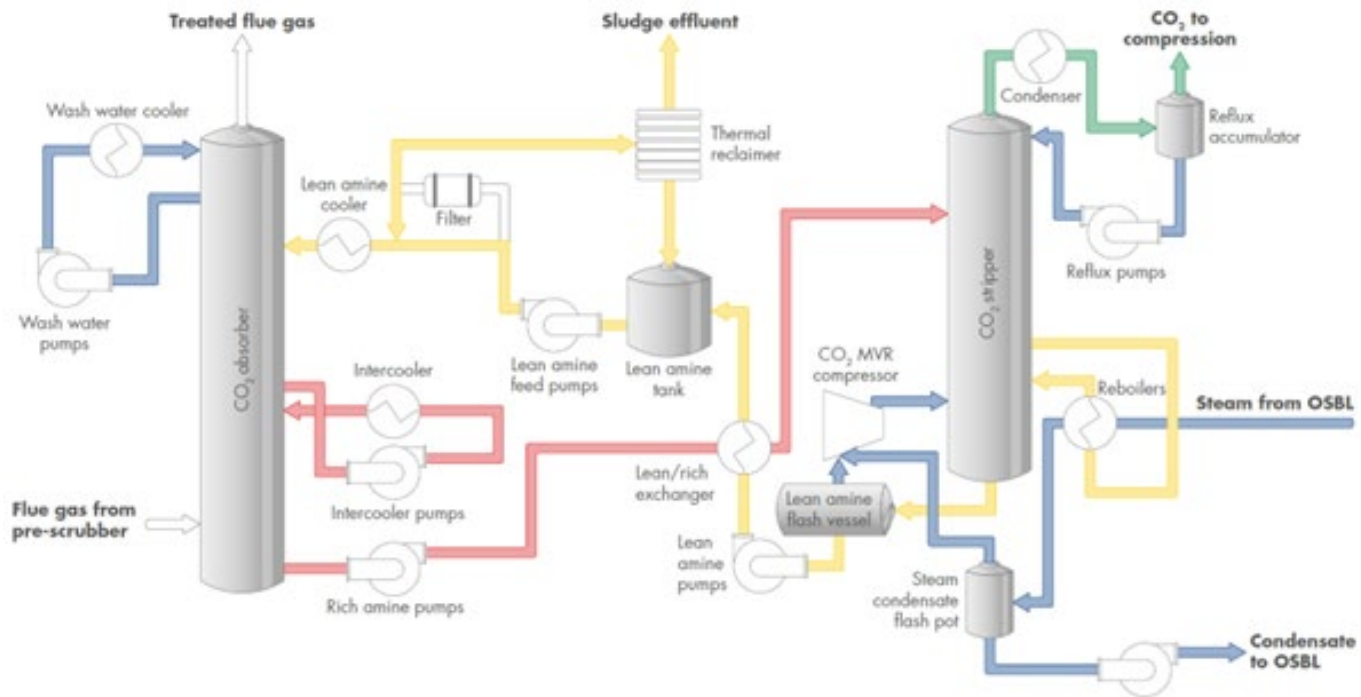 Treated flue gas
Sludge effluent
CO₂ to
compression
Wash water cooler
Condenser
Reflux
accumulator
Thermal
reclaimer
Lean amine
cooler
Filter
Reflux pumps
Wash water
pumps
CO₂ absorber
Lean amine
feed pumps
Lean amine
tank
CO₂ stripper
CO₂ MVR
compressor
Intercooler
Reboilers
Steam from OSBL
Lean/rich
exchanger
Lean amine
flash vessel
Flue gas from
pre-scrubber
Intercooler pumps
Lean
amine
pumps
Rich amine pumps
Steam
condensate
flash pot
Condensate
to OSBL